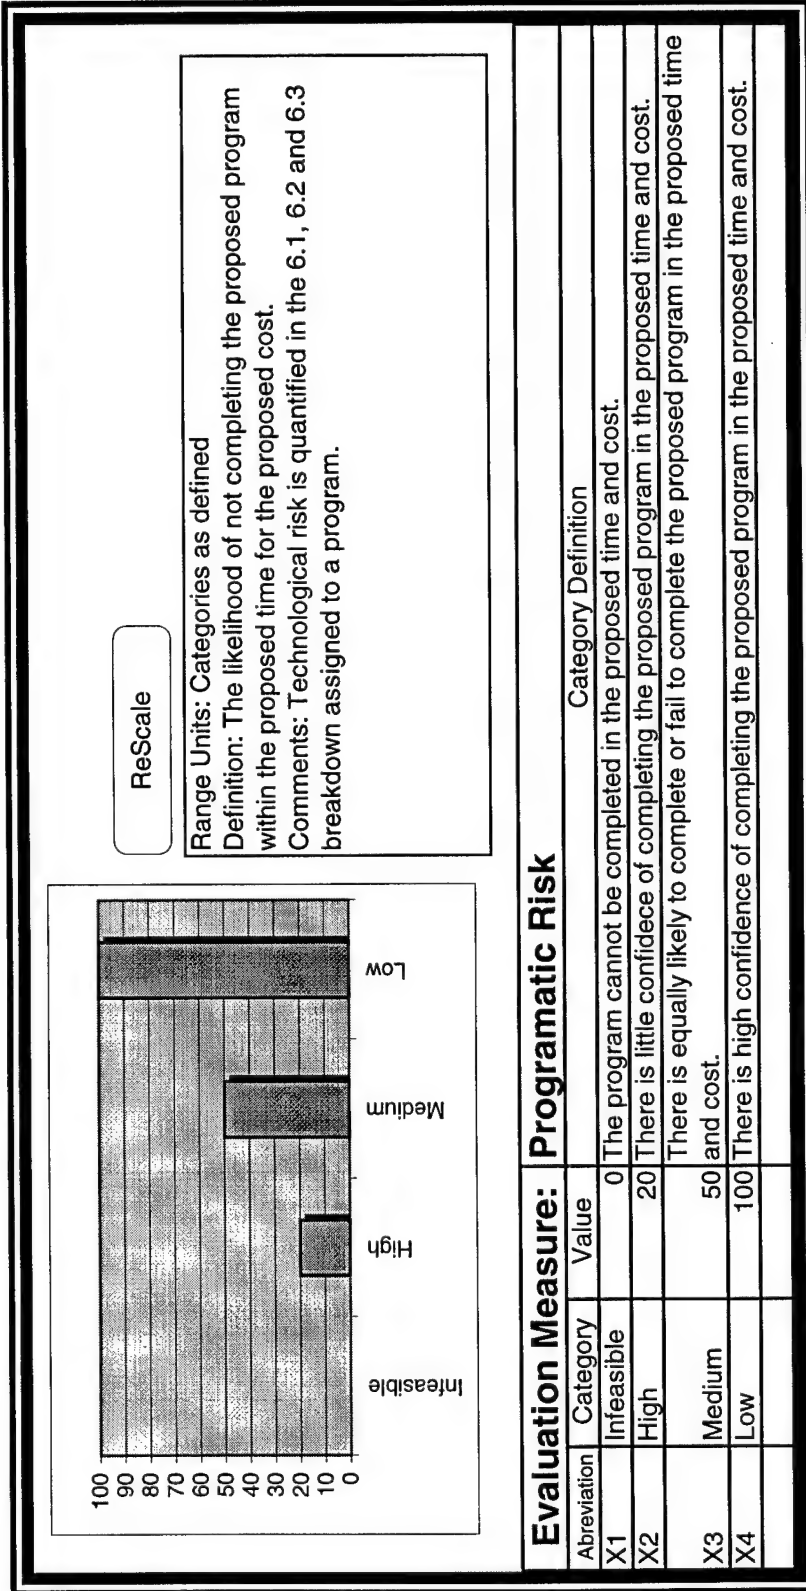 100
90
80
70
60
50
40
30
20
10
0
Infeasible
High
Medium
Low
ReScale
Range Units: Categories as defined
Definition: The likelihood of not completing the proposed program
within the proposed time for the proposed cost.
Comments: Technological risk is quantified in the 6.1, 6.2 and 6.3
breakdown assigned to a program.
Evaluation Measure: Programatic Risk
Abreviation Category Value Category Definition
X1 Infeasible 0 The program cannot be completed in the proposed time and cost.
X2 High 20 There is little confidece of completing the proposed program in the proposed time and cost.
There is equally likely to complete or fail to complete the proposed program in the proposed time
X3 Medium 50 and cost.
X4 Low 100 There is high confidence of completing the proposed program in the proposed time and cost.